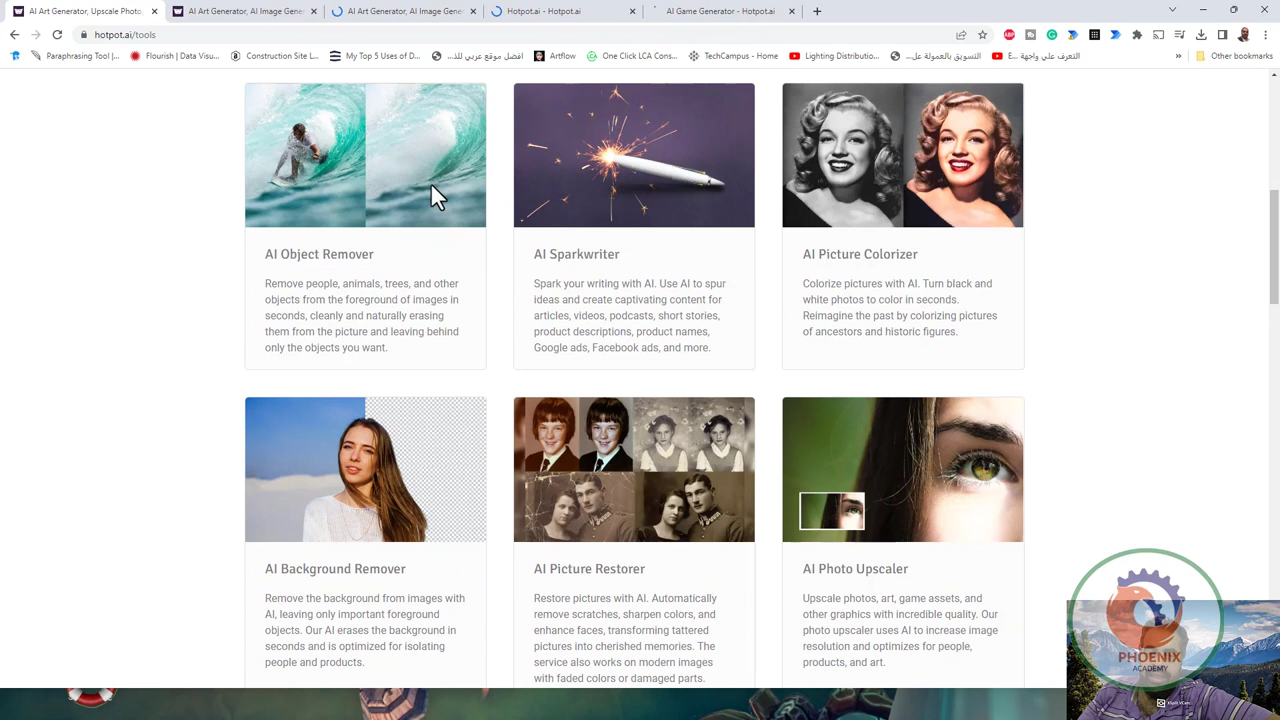 AI Art Generator, Upscale Photo,
AI Art Generator, AI Image Gene
AI Art Generator, AI Image Gener
Hotpot.ai - Hotpot.ai
AI Game Generator - Hotpot.ai
hotpot.ai/tools
Paraphrasing Tool |...
Flourish | Data Visu...
Construction Sr. L...
My Top 3 Uses of D...
افضل موقع عربي للذ...
Artflow
One Click LCA Cons...
TechCampus - Home
Lighting Distributio...
التسويق بالعمولة عل...
التعرف علي واجهة E...
Other bookmarks
AI Object Remover
Remove people, animals, trees, and other
objects from the foreground of images in
seconds, cleanly and naturally erasing
them from the picture and leaving behind
only the objects you want.
AI Sparkwriter
Spark your writing with AI. Use AI to spur
ideas and create captivating content for
articles, videos, podcasts, short stories,
product descriptions, product names,
Google ads, Facebook ads, and more.
AI Picture Colorizer
Colorize pictures with AI. Turn black and
white photos to color in seconds.
Reimagine the past by colorizing pictures
of ancestors and historic figures.
AI Background Remover
Remove the background from images with
AI, leaving only important foreground
objects. Our AI erases the background in
seconds and is optimized for isolating
people and products.
AI Picture Restorer
Restore pictures with AI. Automatically
remove scratches, sharpen colors, and
enhance faces, transforming tattered
pictures into cherished memories. The
service also works on modern images
with faded colors or damaged parts.
AI Photo Upscaler
Upscale photos, art, game assets, and
other graphics with incredible quality. Our
photo upscaler uses AI to increase image
resolution and optimizes for people,
products, and art.
PHOENIX
ACADEMY
XSplit VCam